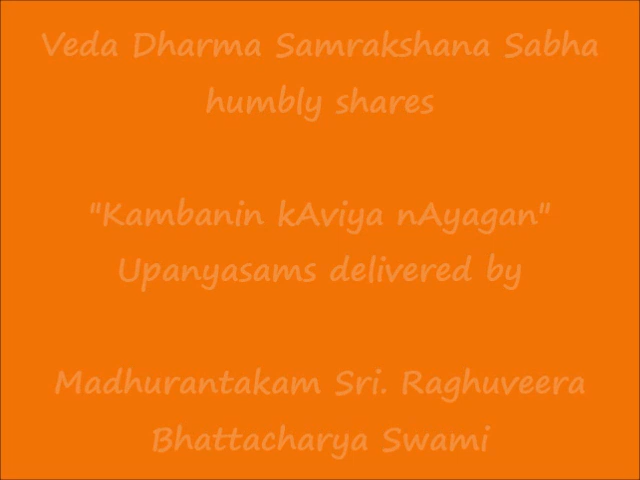 Veda Dharma Samrakshana Sabha
humbly shares
"Kambanin kAviya nAyagan"
Upanyasams delivered by
Madhurantakam Sri. Raghuveera
Bhattacharya Swami